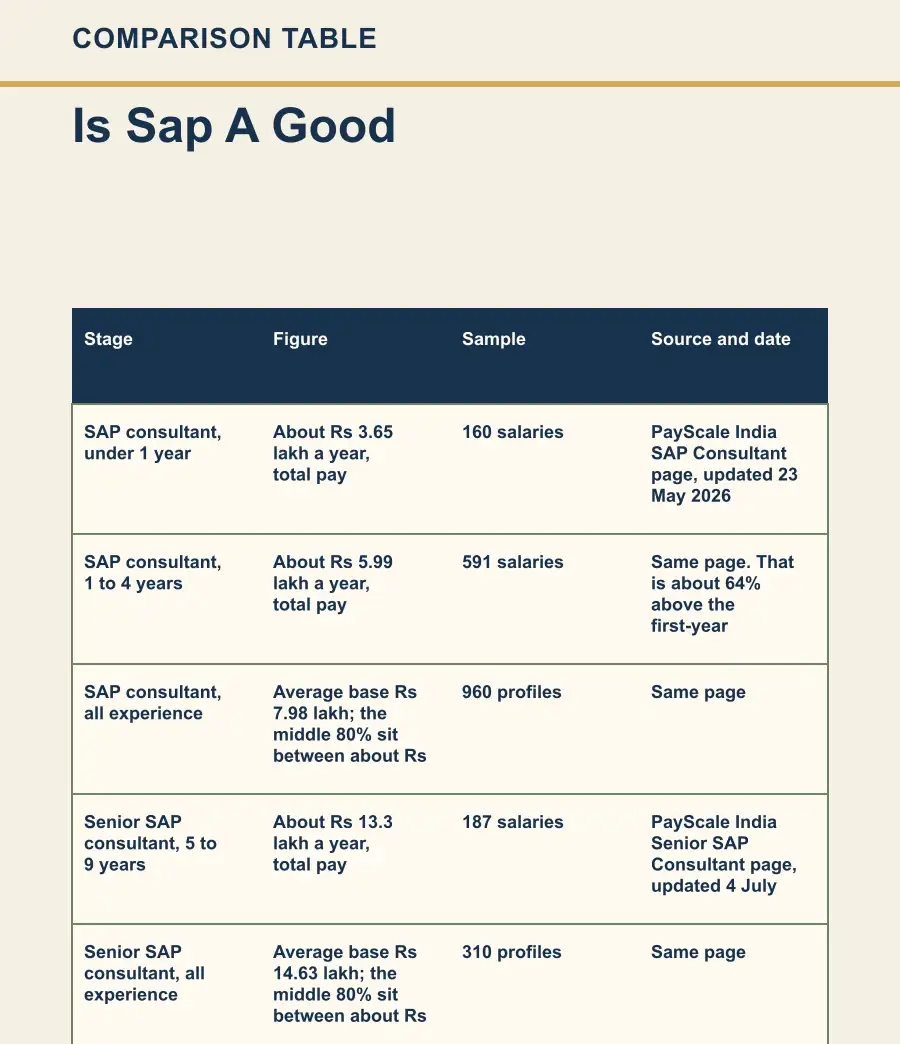 COMPARISON TABLE
Is Sap A Good
Stage Figure Sample Source and date
SAP consultant,
under 1 year
About Rs 3.65
lakh a year,
total pay
160 salaries
PayScale India
SAP Consultant
page, updated 23
May 2026
SAP consultant,
1 to 4 years
About Rs 5.99
lakh a year,
total pay
591 salaries
Same page. That
is about 64%
above the
first-year
SAP consultant,
all experience
Average base Rs
7.98 lakh; the
middle 80% sit
between about Rs
960 profiles
Same page
Senior SAP
consultant, 5 to
9 years
About Rs 13.3
lakh a year,
total pay
187 salaries
PayScale India
Senior SAP
Consultant page,
updated 4 July
Senior SAP
consultant, all
experience
Average base Rs
14.63 lakh; the
middle 80% sit
between about Rs
310 profiles
Same page